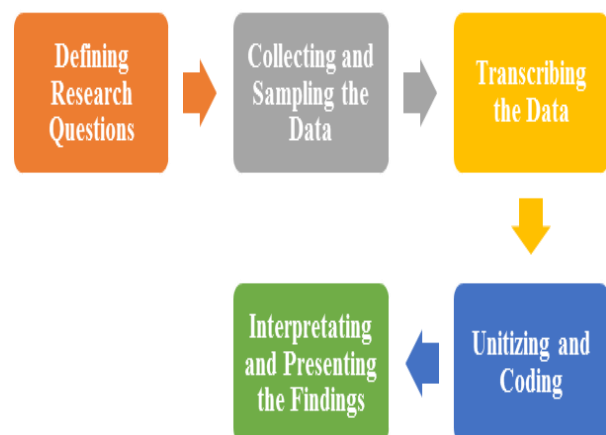 Defining
Research
Questions
Collecting and
Sampling the
Data
Transcribing
the Data
Unitizing and
Coding
Interpretating
and Presenting
the Findings